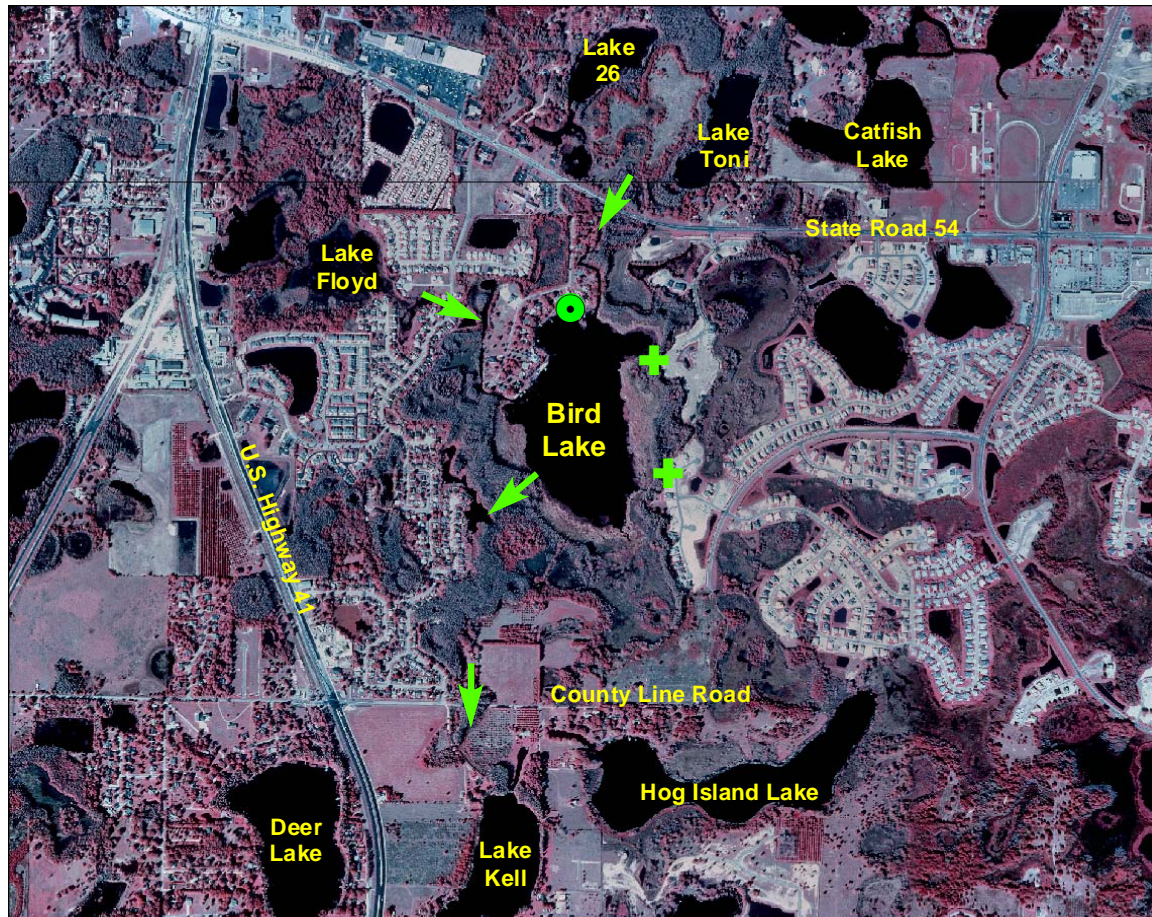 Lake
26
Lake
Toni
Catfish
Lake
State Road 54
Lake
Floyd
Bird
Lake
U.S. Highway 41
County Line Road
Hog Island Lake
Deer
Lake
Lake
Kell